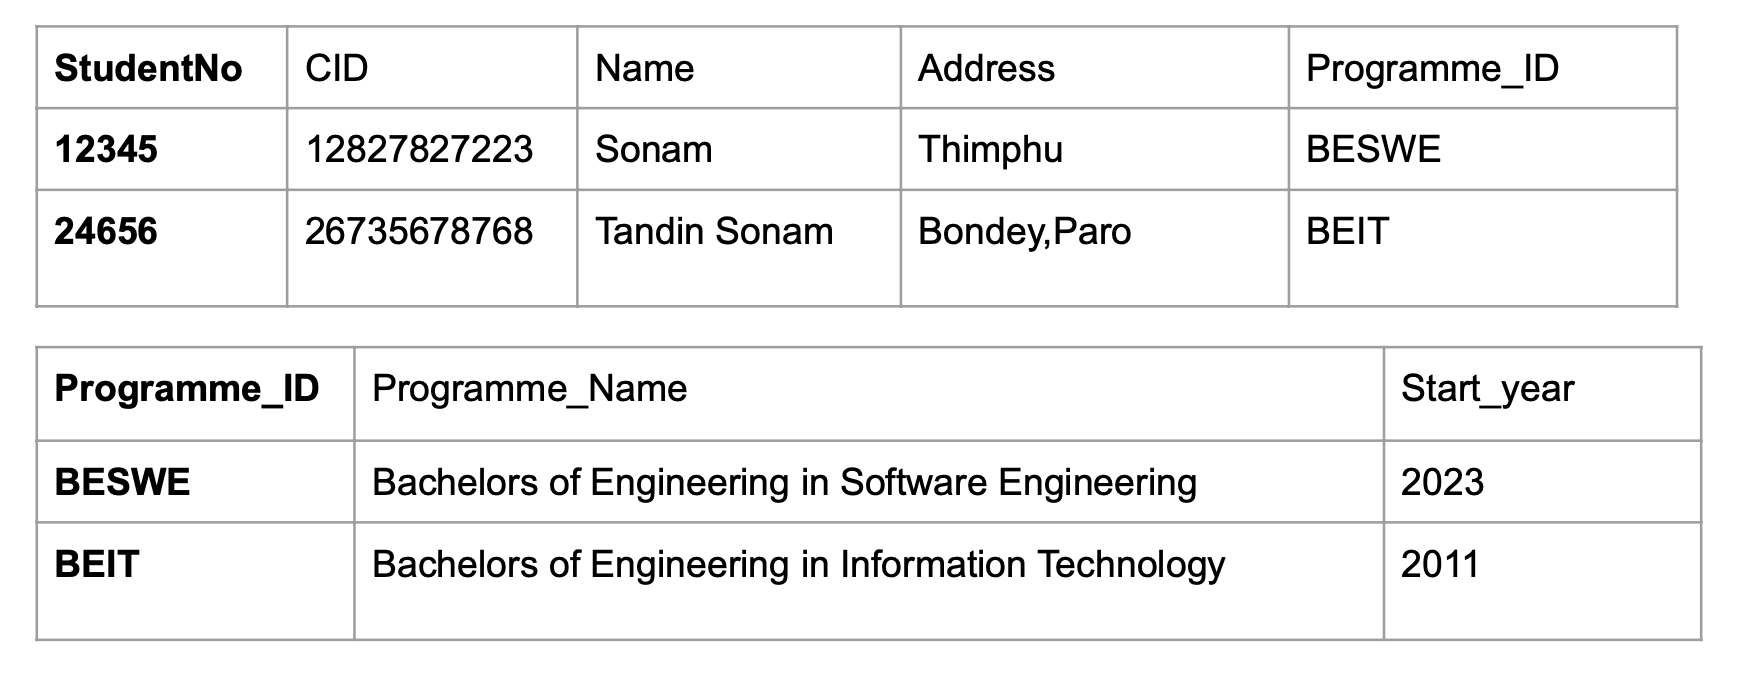 StudentNo CID Name Address Programme_ID
12345 12827827223 Sonam Thimphu BESWE
24656 26735678768 Tandin Sonam Bondey,Paro BEIT
Programme_ID Programme_Name Start_year
BESWE Bachelors of Engineering in Software Engineering 2023
BEIT Bachelors of Engineering in Information Technology 2011